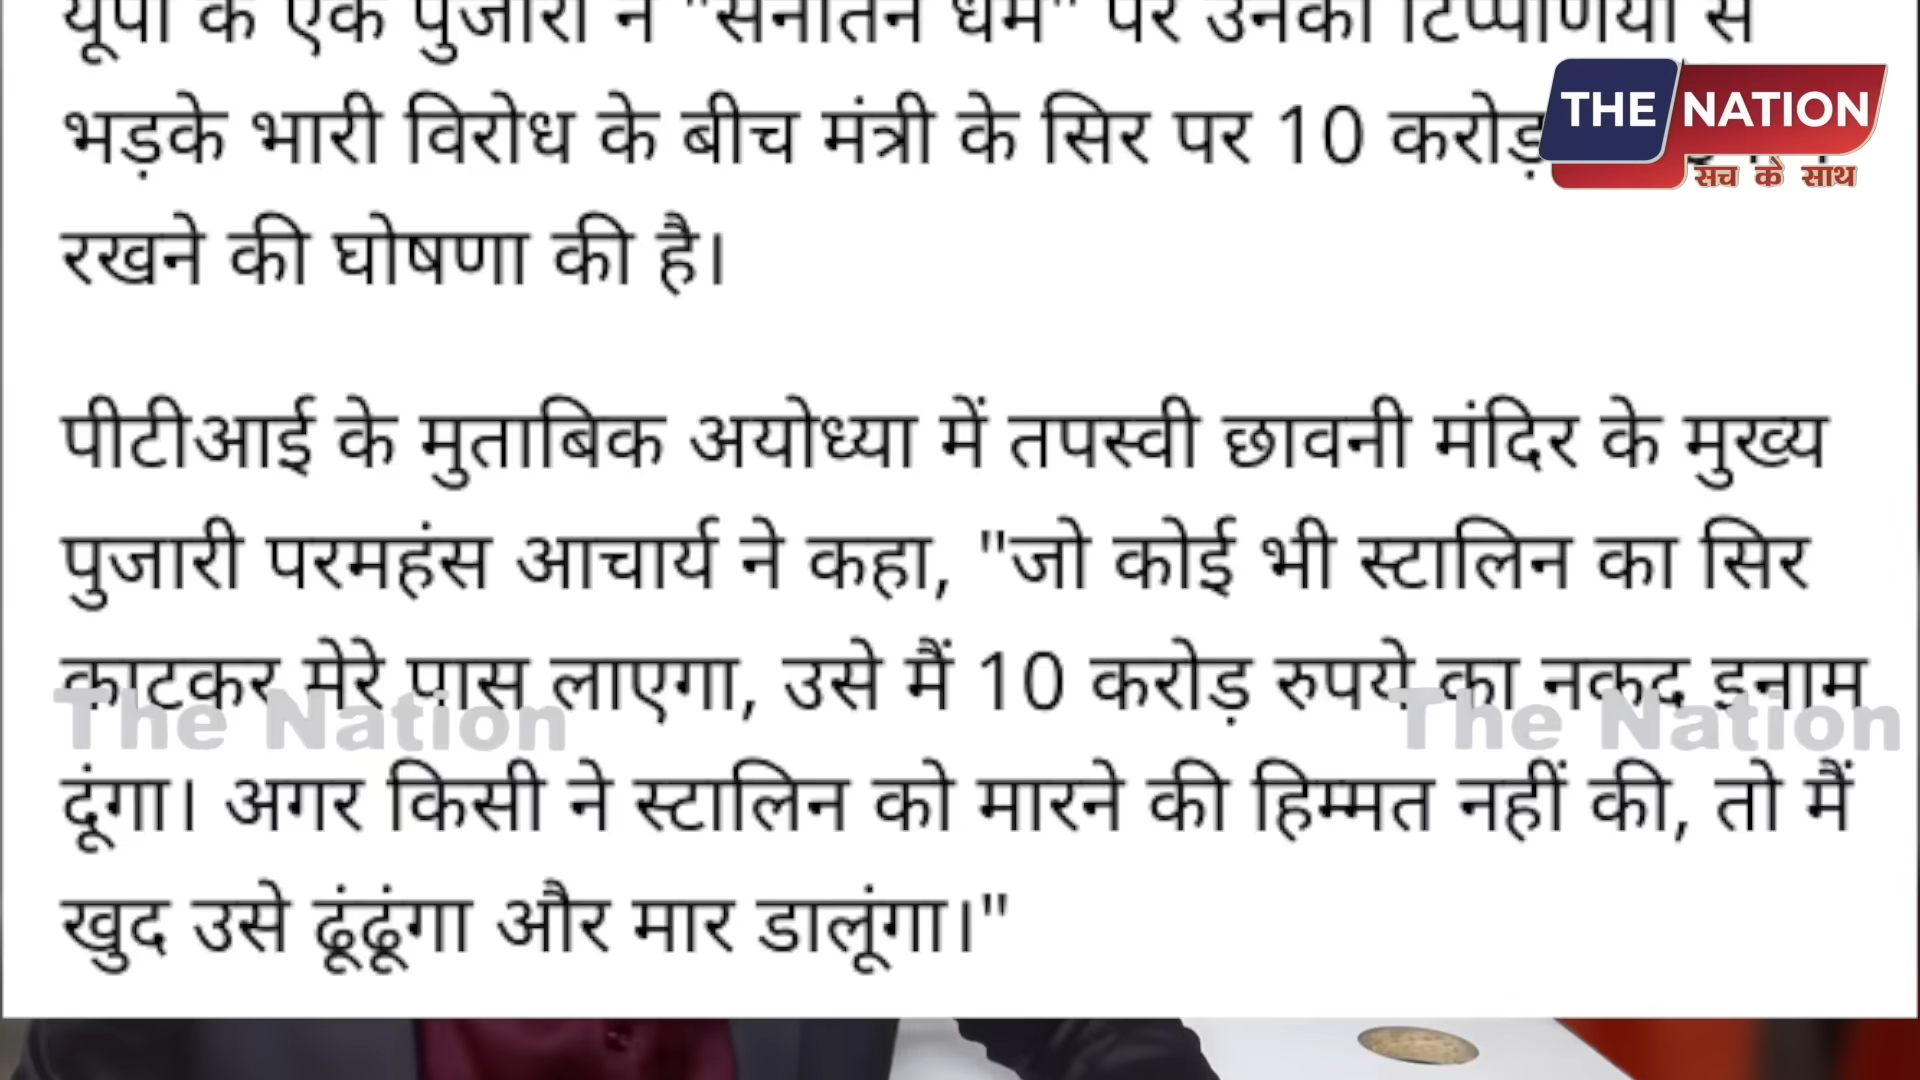 यूपी के एक पुजारी ने "सनातन धर्म" पर उनकी टिप्पणियों से
THE NATION
भड़के भारी विरोध के बीच मंत्री के सिर पर 10 करोड़
सच के साथ
रखने की घोषणा की है।
पीटीआई के मुताबिक अयोध्या में तपस्वी छावनी मंदिर के मुख्य
पुजारी परमहंस आचार्य ने कहा, "जो कोई भी स्टालिन का सिर
काटकर मेरे पास लाएगा, उसे मैं 10 करोड़ रुपये का नकद इनाम
The Nation The Nation
दूंगा। अगर किसी ने स्टालिन को मारने की हिम्मत नहीं की, तो मैं
खुद उसे ढूंढूंगा और मार डालूंगा।"